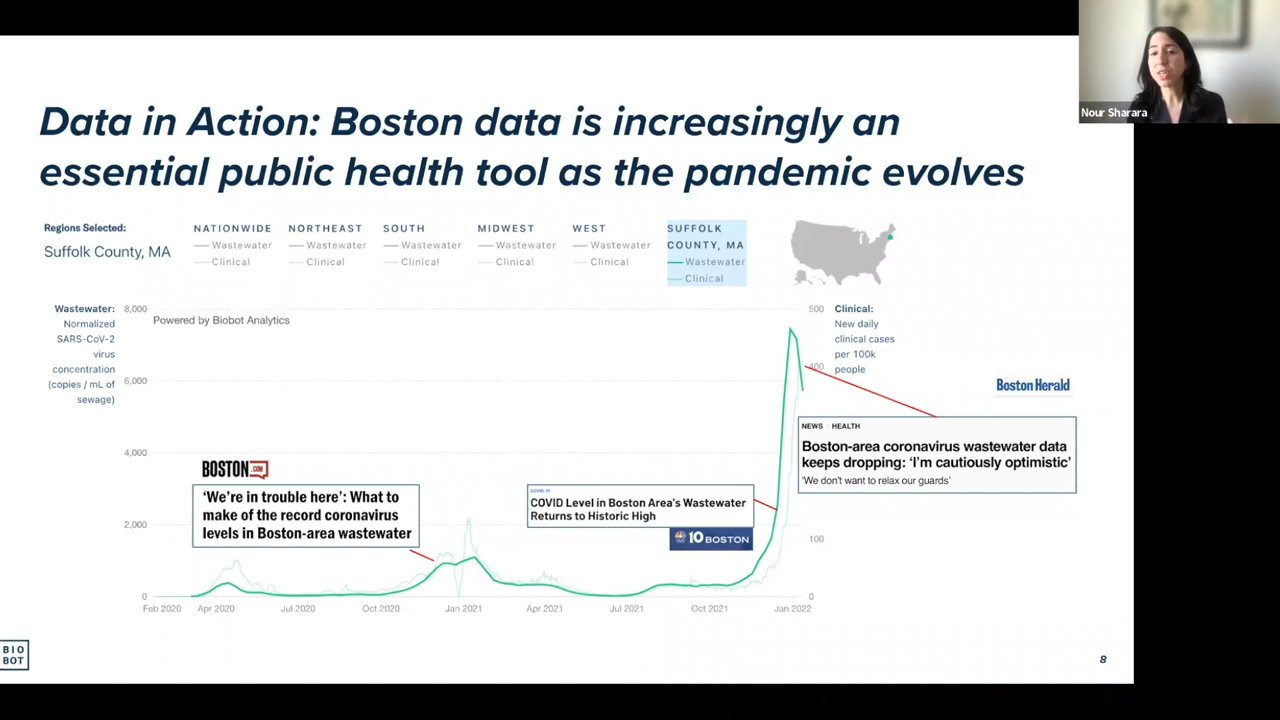 Nour Sharara
Data in Action: Boston data is increasingly an
essential public health tool as the pandemic evolves
Regions Selected:
Suffolk County, MA
NATIONWIDE
Wastewater
Clinical
NORTHEAST
Wastewater
Clinical
SOUTH
Wastewater
Clinical
MIDWEST
Wastewater
Clinical
WEST
Wastewater
Clinical
SUFFOLK
COUNTY, MA
Wastewater
Clinical
Wastewater:
Normalized
SARS-CoV-2
virus
concentration
(copies / mL of
sewage)
8,000
6,000
4,000
2,000
0
Powered by Biobot Analytics
500
400
100
0
Clinical:
New daily
clinical cases
per 100k
people
Boston Herald
NEWS HEALTH
Boston-area coronavirus wastewater data
keeps dropping: ‘I’m cautiously optimistic’
‘We don’t want to relax our guards’
BOSTON.COM
‘We’re in trouble here’: What to
make of the record coronavirus
levels in Boston-area wastewater
COVID-19
COVID Level in Boston Area’s Wastewater
Returns to Historic High
10 BOSTON
Feb 2020
Apr 2020
Jul 2020
Oct 2020
Jan 2021
Apr 2021
Jul 2021
Oct 2021
Jan 2022
BIO
BOT
8